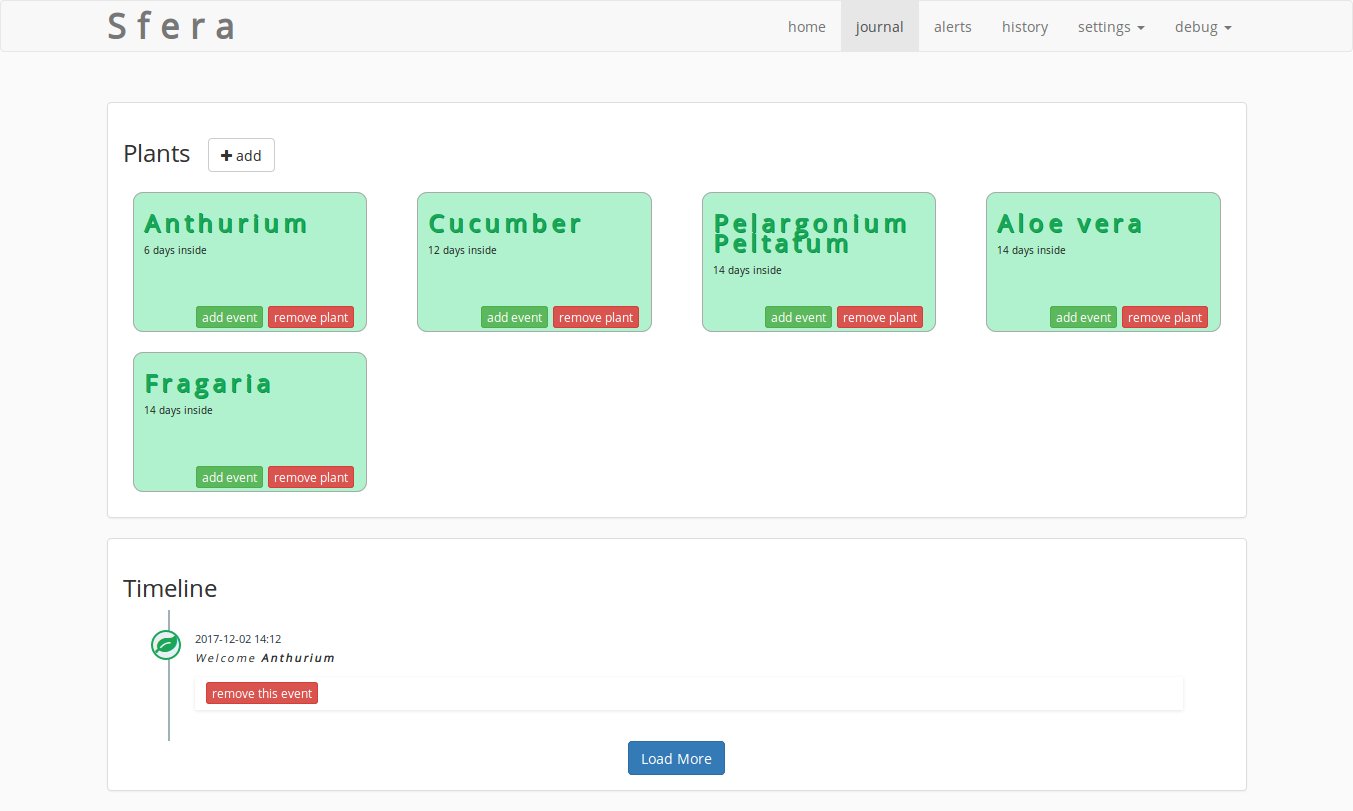 Sfera
home journal alerts history settings debug
Plants add
Anthurium
6 days inside
add event remove plant
Cucumber
12 days inside
add event remove plant
Pelargonium
Peltatum
14 days inside
add event remove plant
Aloe vera
14 days inside
add event remove plant
Fragaria
14 days inside
add event remove plant
Timeline
2017-12-02 14:12
Welcome Anthurium
remove this event
Load More